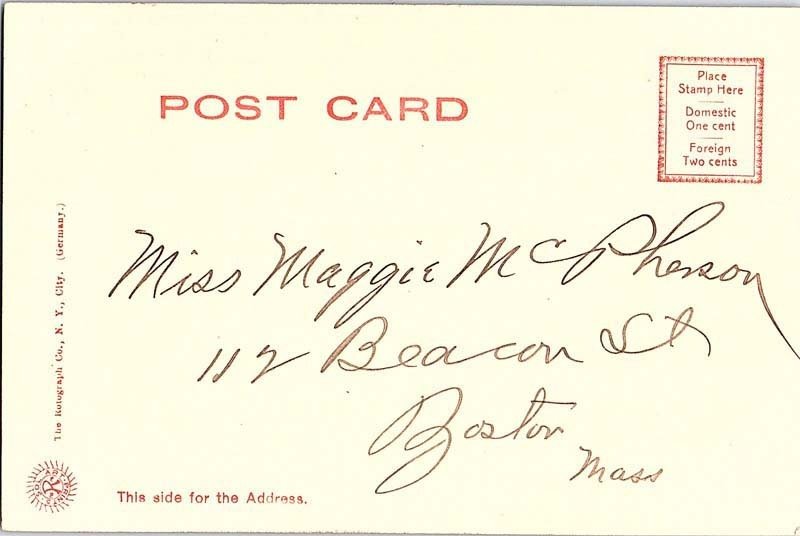 POST CARD
Place
Stamp Here
Domestic
One cent
Foreign
Two cents
Miss Maggie McPherson
112 Beacon St
Boston
Mass
The Rotograph Co., N. Y., City. (Germany.)
This side for the Address.